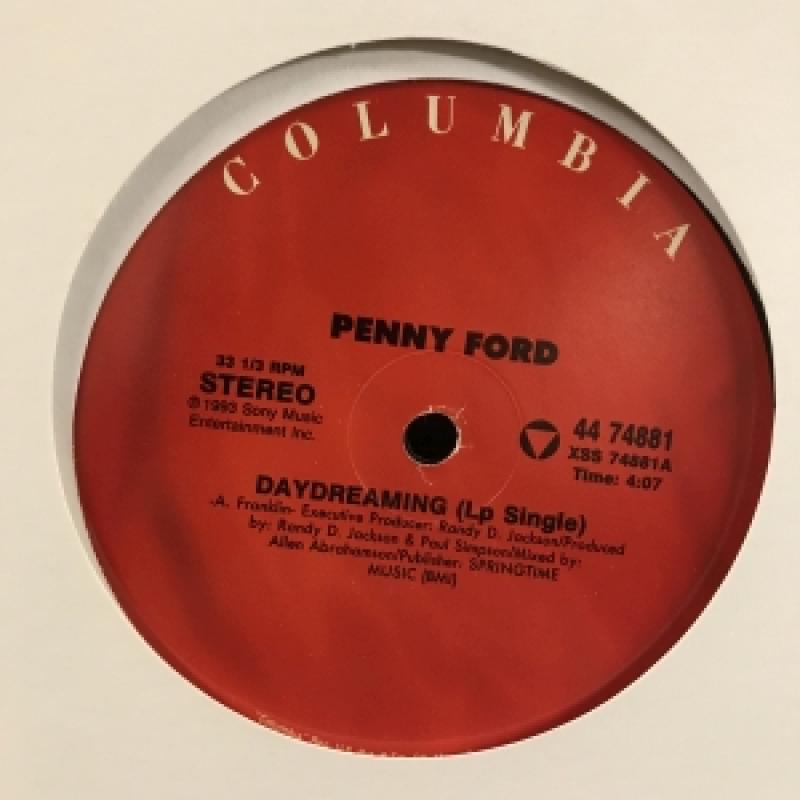 COLUMBIA
PENNY FORD
33 1/3 RPM
STEREO
℗ 1993 Sony Music
Entertainment Inc.
44 74881
XSS 74881A
Time: 4:07
DAYDREAMING (Lp Single)
-A. Franklin- Executive Producer: Randy D. Jackson/Produced
by: Randy D. Jackson & Paul Simpson/Mixed by:
Allen Abrahamson/Publisher: SPRINGTIME
MUSIC (BMI)